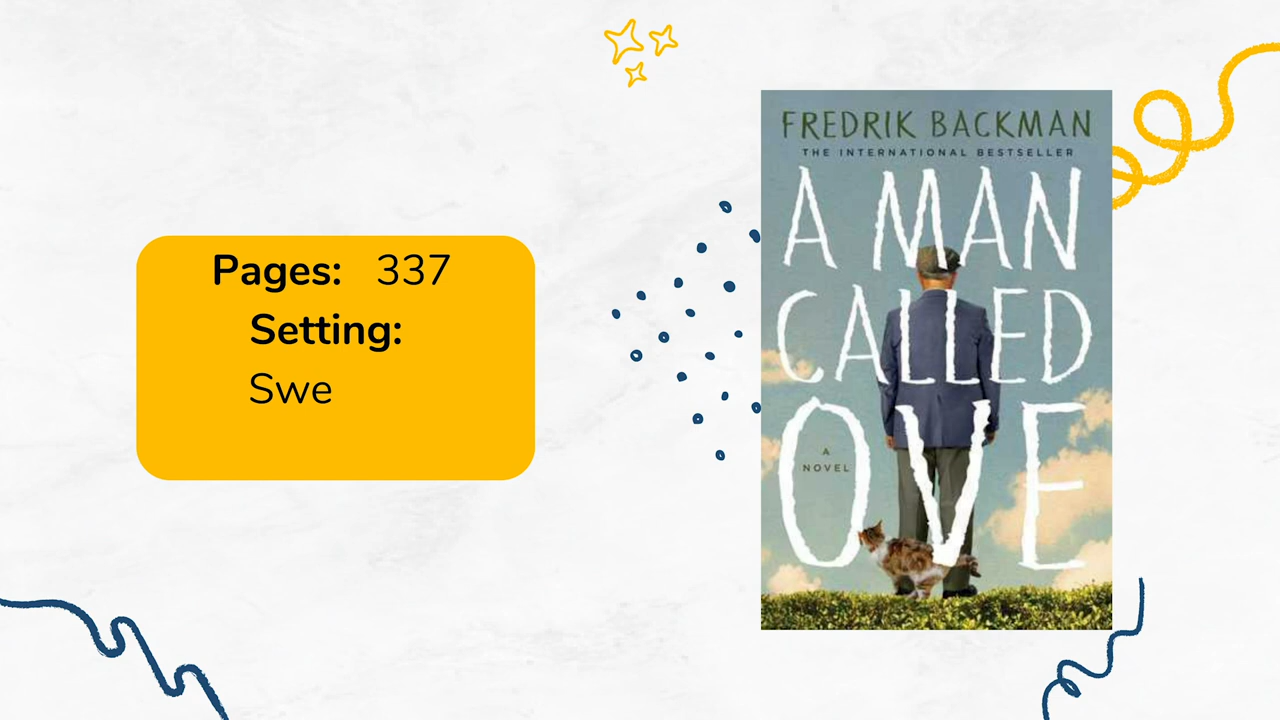 Pages: 337
Setting:
Swe
FREDRIK BACKMAN
THE INTERNATIONAL BESTSELLER
A MAN
CALLED
OVE
A
NOVEL